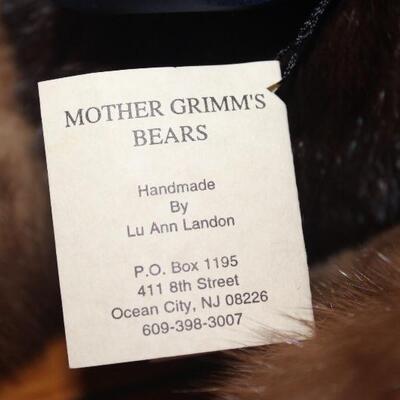 MOTHER GRIMM'S
BEARS
Handmade
By
Lu Ann Landon
P.O. Box 1195
411 8th Street
Ocean City, NJ 08226
609-398-3007